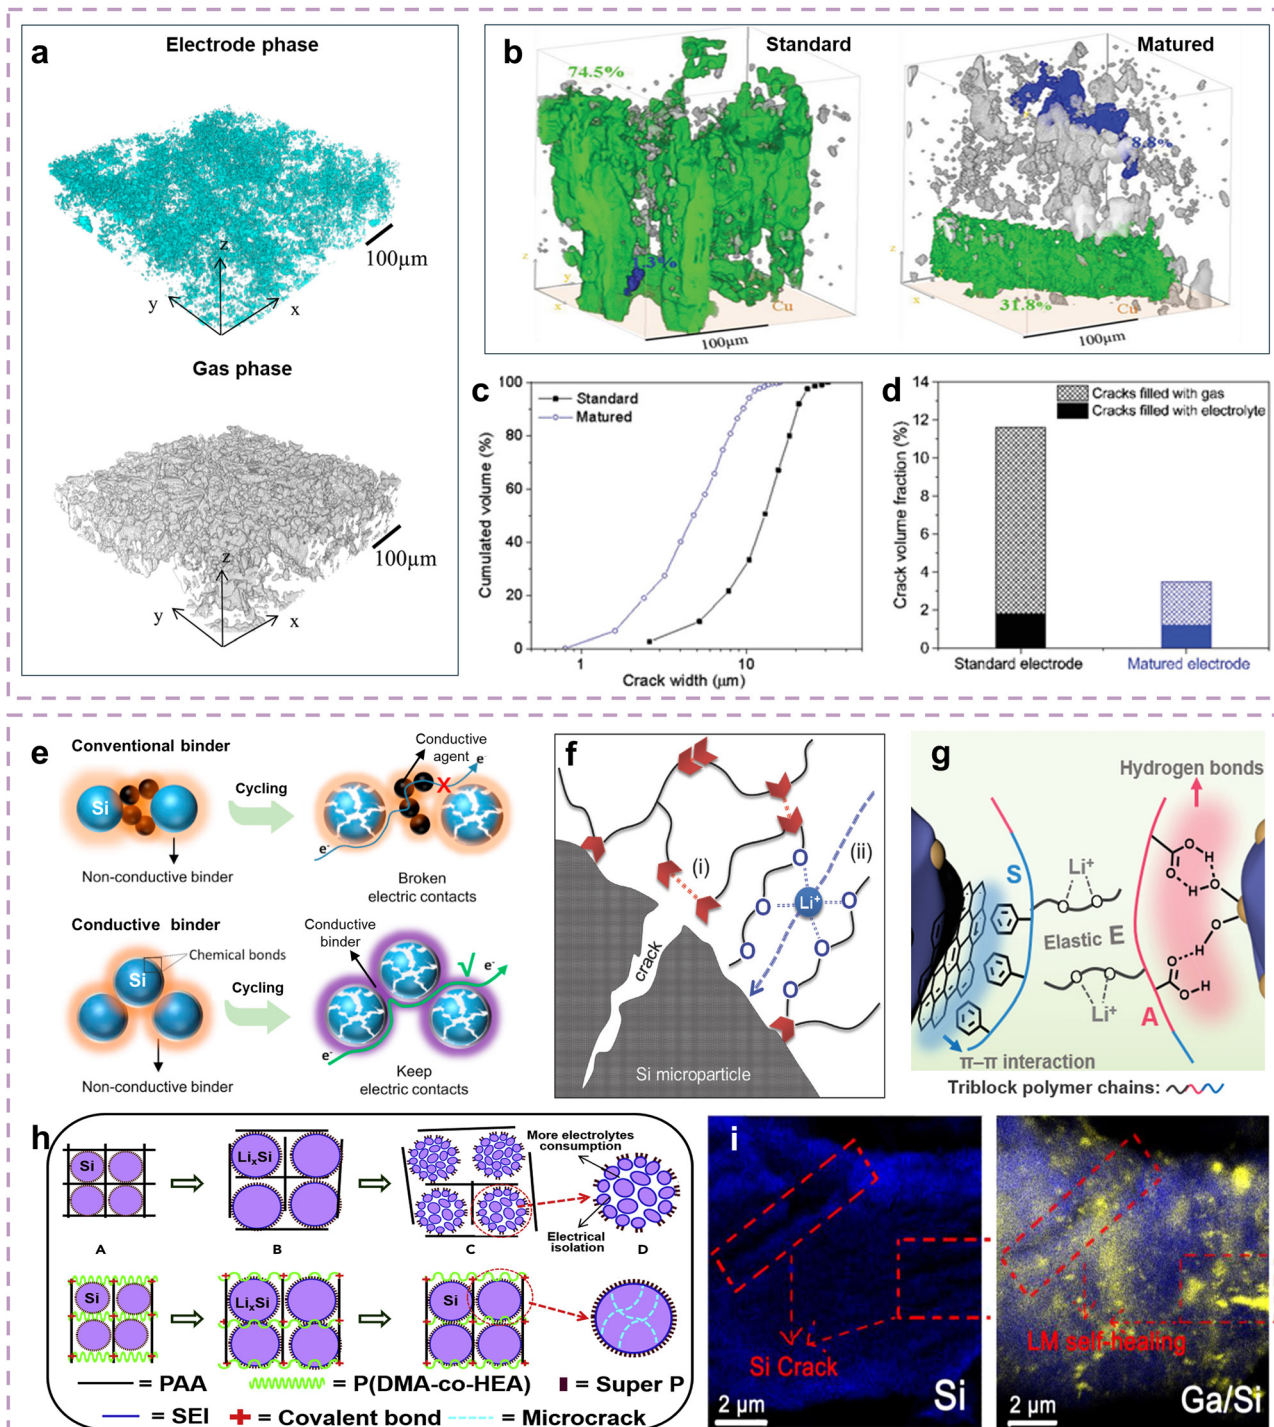 a
Electrode phase
z
y
x
100μm
Gas phase
z
y
x
100μm
b
Standard
74.5%
1.3%
z
x
Cu
100μm
Matured
8.8%
z
x
31.8%
Cu
100μm
c
Standard
Matured
Cumulated volume (%)
100
80
60
40
20
0
1
10
Crack width (μm)
d
Cracks filled with gas
Cracks filled with electrolyte
Crack volume fraction (%)
14
12
10
8
6
4
2
0
Standard electrode
Matured electrode
e
Conventional binder
Si
Cycling
Non-conductive binder
Conductive
agent
e-
X
e-
Broken
electric contacts
Conductive binder
Chemical bonds
Si
Cycling
Non-conductive binder
Conductive
binder
√
e-
e-
Keep
electric contacts
f
(i)
(ii)
O
O
Li+
O
O
O
O
crack
Si microparticle
g
Hydrogen bonds
S
Li+
Elastic E
Li+
A
O
H
O
H
O
H
O
H
O
O
H
π–π interaction
Triblock polymer chains:
h
Si
LixSi
More electrolytes
consumption
Electrical
isolation
A
B
C
D
Si
LixSi
Si
= PAA
= P(DMA-co-HEA)
= Super P
= SEI
= Covalent bond
= Microcrack
i
Si Crack
2 μm
Si
LM self-healing
2 μm
Ga/Si